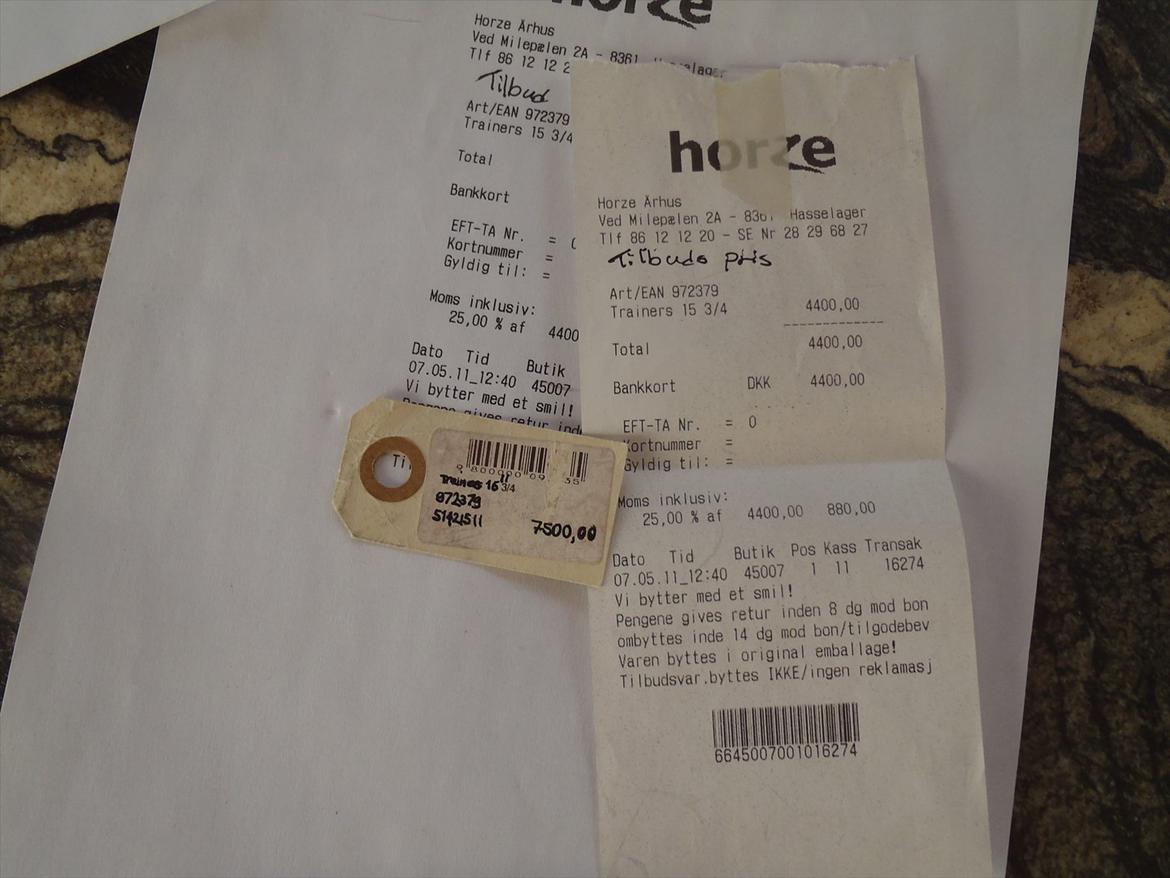 horze
Horze Århus
Ved Milepælen 2A - 8361
Tlf 86 12 12 2
Tilbud
Art/EAN 972379
Trainers 15 3/4
Total
Bankkort
EFT-TA Nr. = 0
Kortnummer =
Gyldig til: =
Moms inklusiv:
25,00 % af 4400
Dato Tid Butik
07.05.11_12:40 45007
Vi bytter med et smil!
Pengene gives retur inde
Ti
7500,00
horze
Horze Århus
Ved Milepælen 2A - 8361 Hasselager
Tlf 86 12 12 20 - SE Nr 28 29 68 27
Tilbuds pris
Art/EAN 972379
Trainers 15 3/4 4400,00
Total 4400,00
Bankkort DKK 4400,00
EFT-TA Nr. = 0
Kortnummer =
Gyldig til: =
Moms inklusiv:
25,00 % af 4400,00 880,00
Dato Tid Butik Pos Kass Transak
07.05.11_12:40 45007 1 11 16274
Vi bytter med et smil!
Pengene gives retur inden 8 dg mod bon
ombyttes inde 14 dg mod bon/tilgodebev
Varen byttes i original emballage!
Tilbudsvar.byttes IKKE/ingen reklamasj
6645007001016274